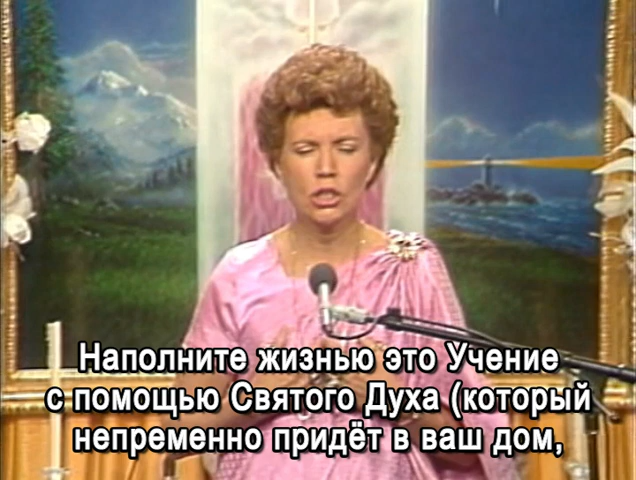 Наполните жизнью это Учение
с помощью Святого Духа (который
непременно придёт в ваш дом,